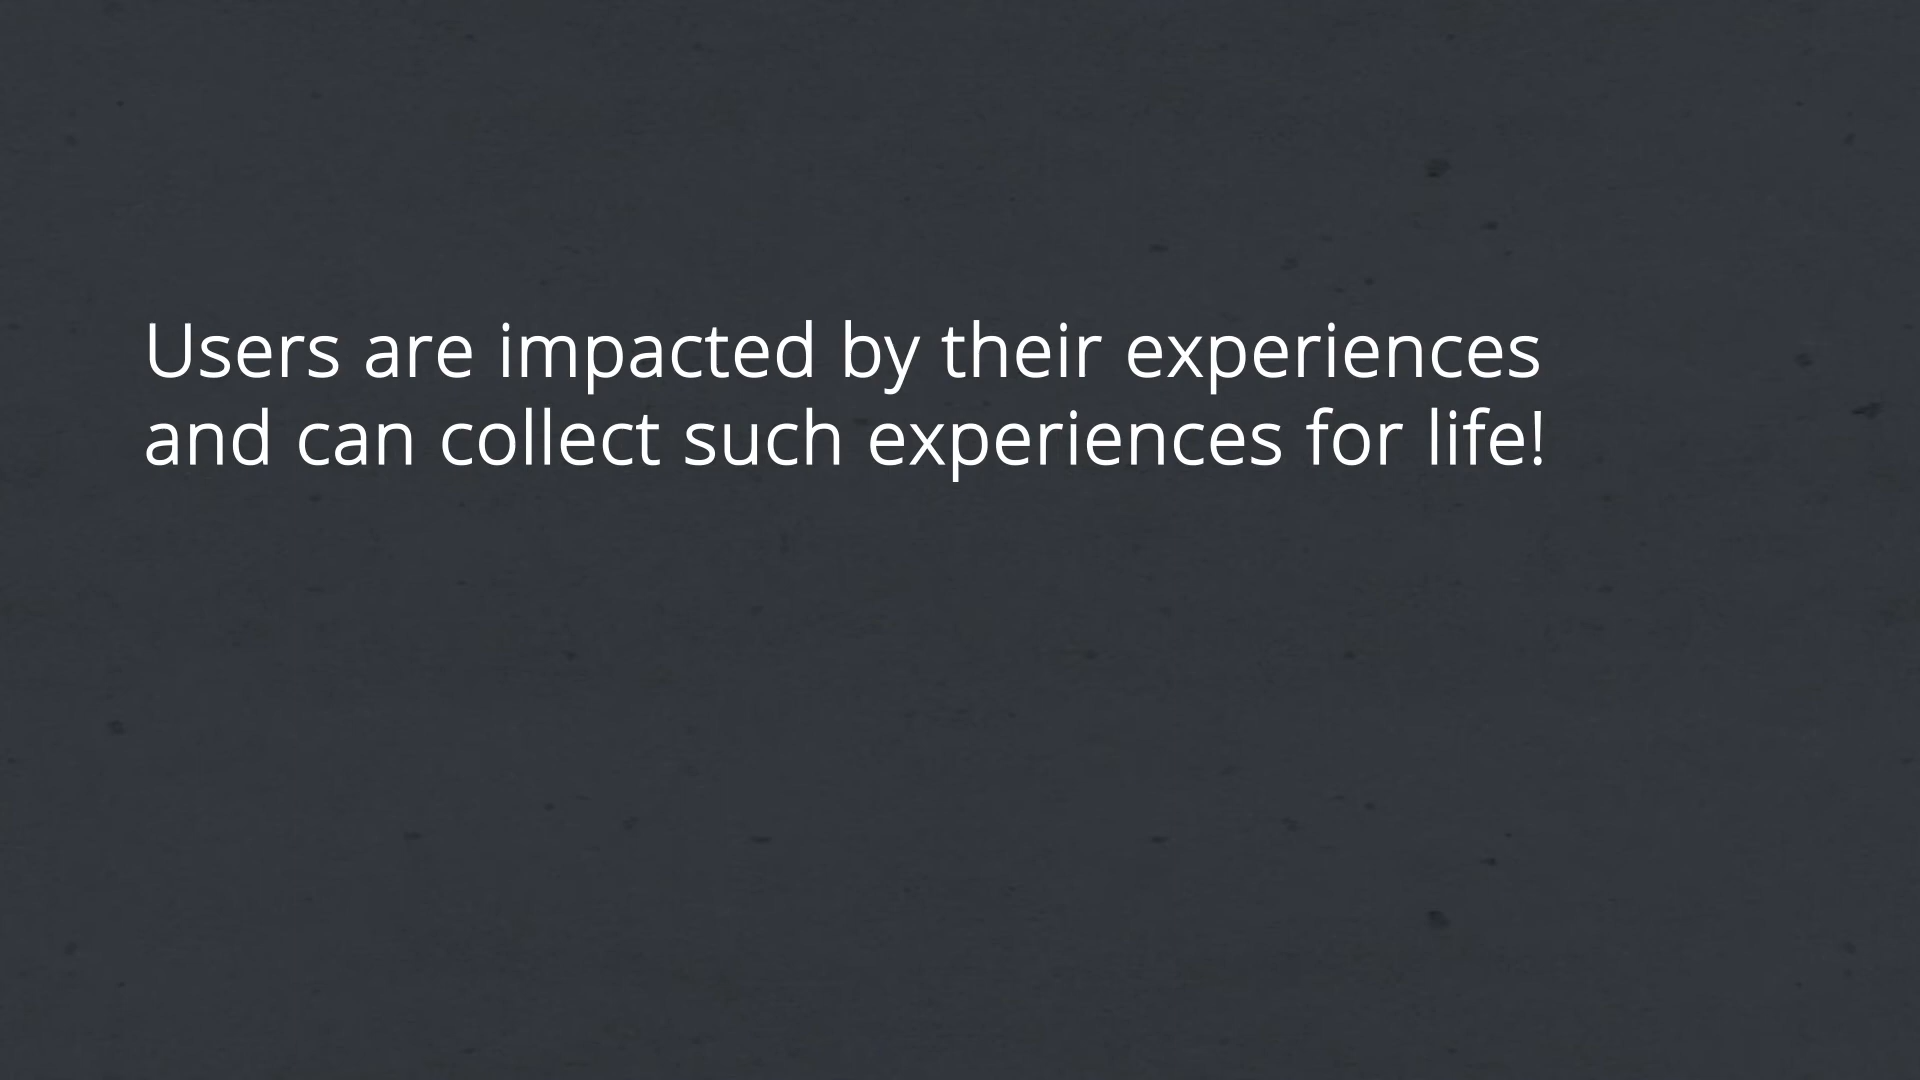 Users are impacted by their experiences
and can collect such experiences for life!